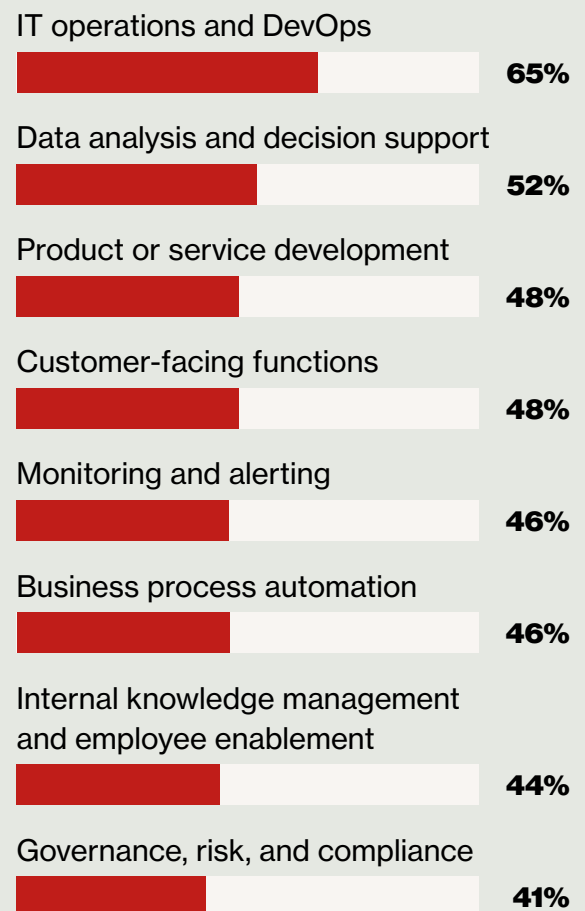 IT operations and DevOps
65%
Data analysis and decision support
52%
Product or service development
48%
Customer-facing functions
48%
Monitoring and alerting
46%
Business process automation
46%
Internal knowledge management
and employee enablement
44%
Governance, risk, and compliance
41%